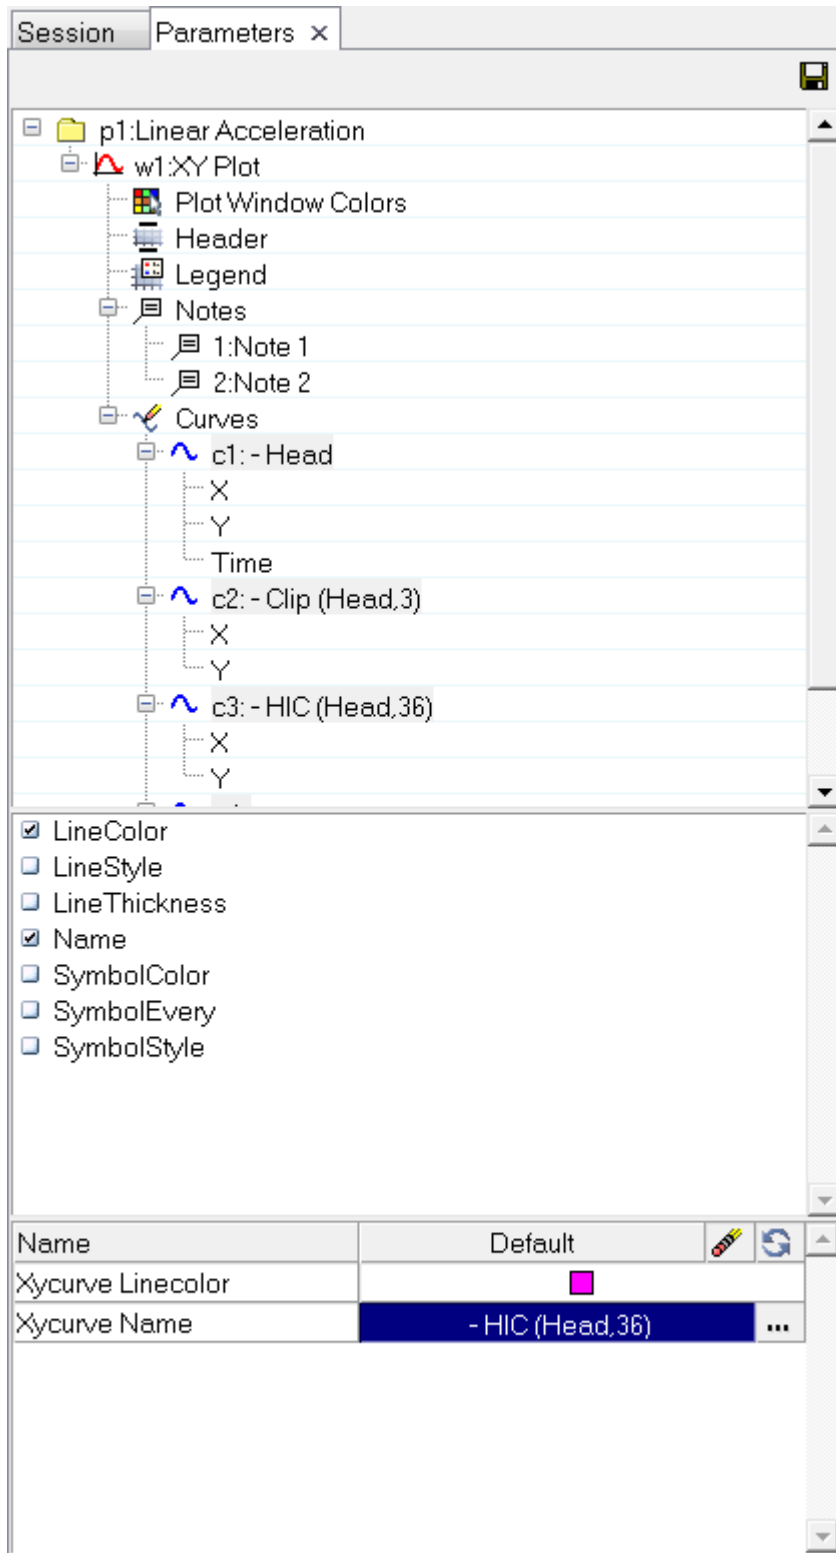 Session Parameters
p1:Linear Acceleration
w1:XY Plot
Plot Window Colors
Header
Legend
Notes
1:Note 1
2:Note 2
Curves
c1: - Head
X
Y
Time
c2: - Clip (Head,3)
X
Y
c3: - HIC (Head,36)
X
Y
LineColor
LineStyle
LineThickness
Name
SymbolColor
SymbolEvery
SymbolStyle
Name Default
Xycurve Linecolor
Xycurve Name - HIC (Head,36) ...